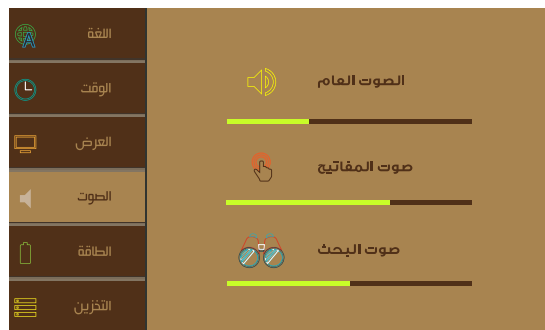 اللغة
الوقت
العرض
الصوت
الطاقة
التخزين
الصوت العام
صوت المفاتيح
صوت البحث